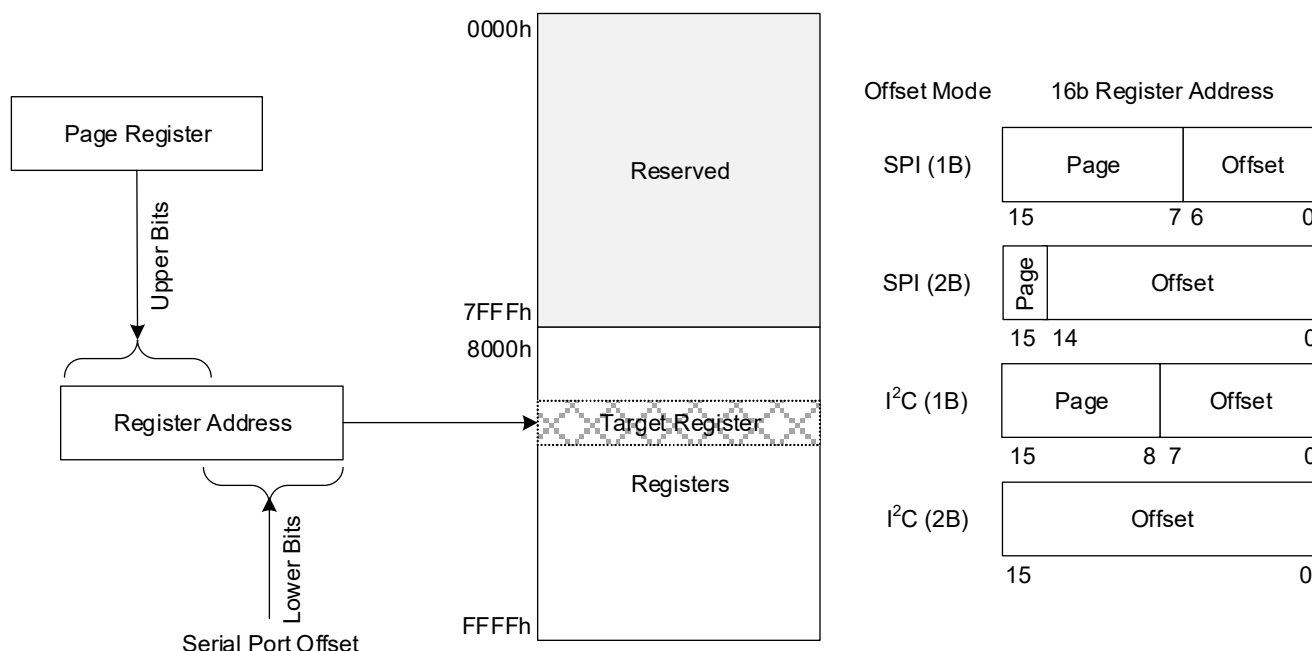 0000h
Page Register
Upper Bits
Reserved
7FFFh
8000h
Register Address
Target Register
Registers
Lower Bits
Serial Port Offset
FFFFh
Offset Mode 16b Register Address
SPI (1B) Page Offset
15 7 6 0
SPI (2B) Page Offset
15 14 0
I²C (1B) Page Offset
15 8 7 0
I²C (2B) Offset
15 0